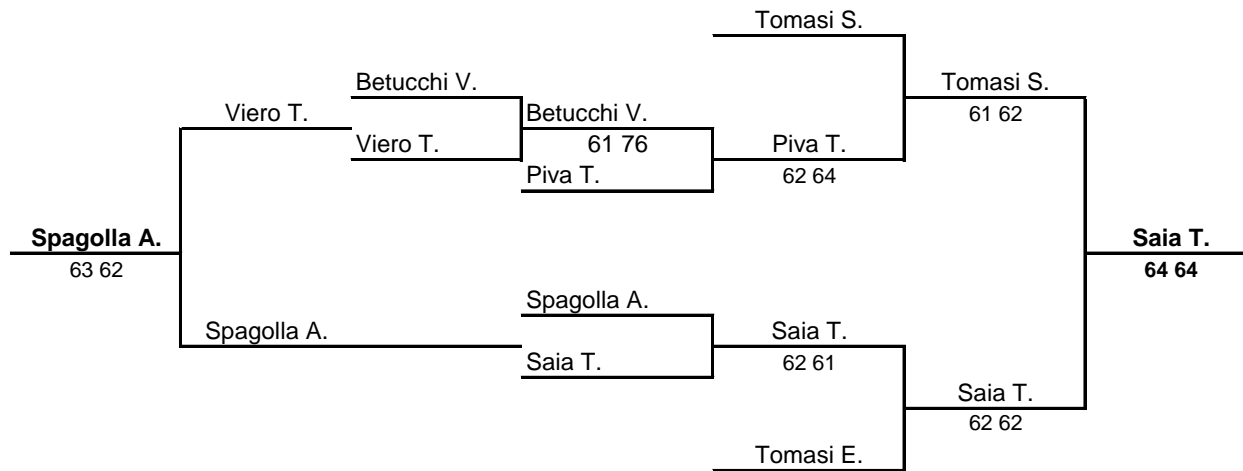 Tomasi S.
Betucchi V.
Tomasi S.
Viero T.
Betucchi V.
61 62
Viero T.
61 76
Piva T.
Piva T.
62 64
Spagolla A.
Saia T.
63 62
64 64
Spagolla A.
Spagolla A.
Saia T.
Saia T.
62 61
Saia T.
62 62
Tomasi E.